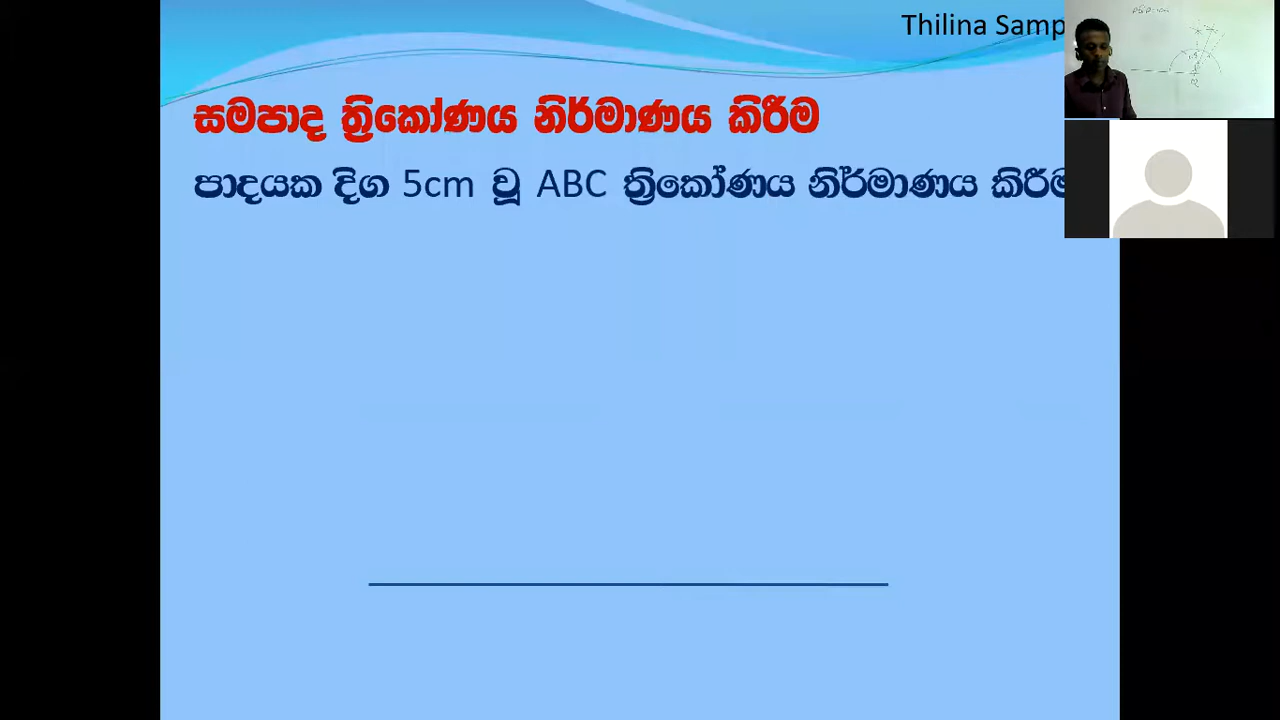 Thilina Samp
සමපාද ත්‍රිකෝණය නිර්මාණය කිරීම
පාදයක දිග 5cm වූ ABC ත්‍රිකෝණය නිර්මාණය කිරීම